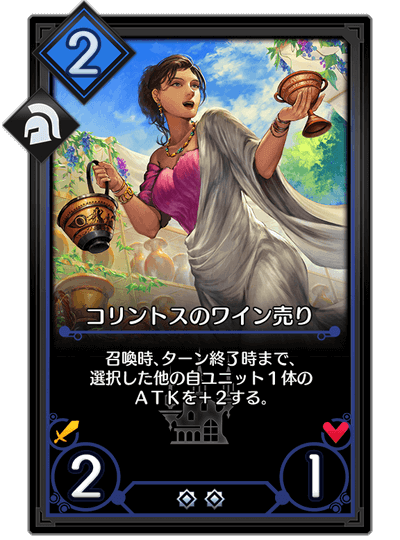 2
コリントスのワイン売り
召喚時、ターン終了時まで、
選択した他の自ユニット1体の
ATKを+2する。
2
1